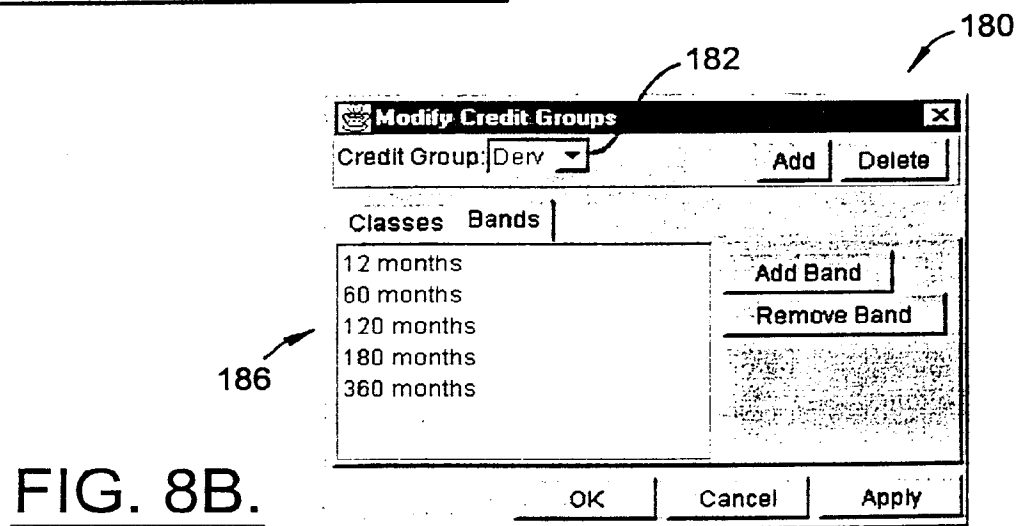 180
182
Modify Credit Groups
Credit Group: Derv Add Delete
Classes Bands
12 months
60 months
120 months
180 months
360 months
Add Band
Remove Band
186
OK Cancel Apply
FIG. 8B.